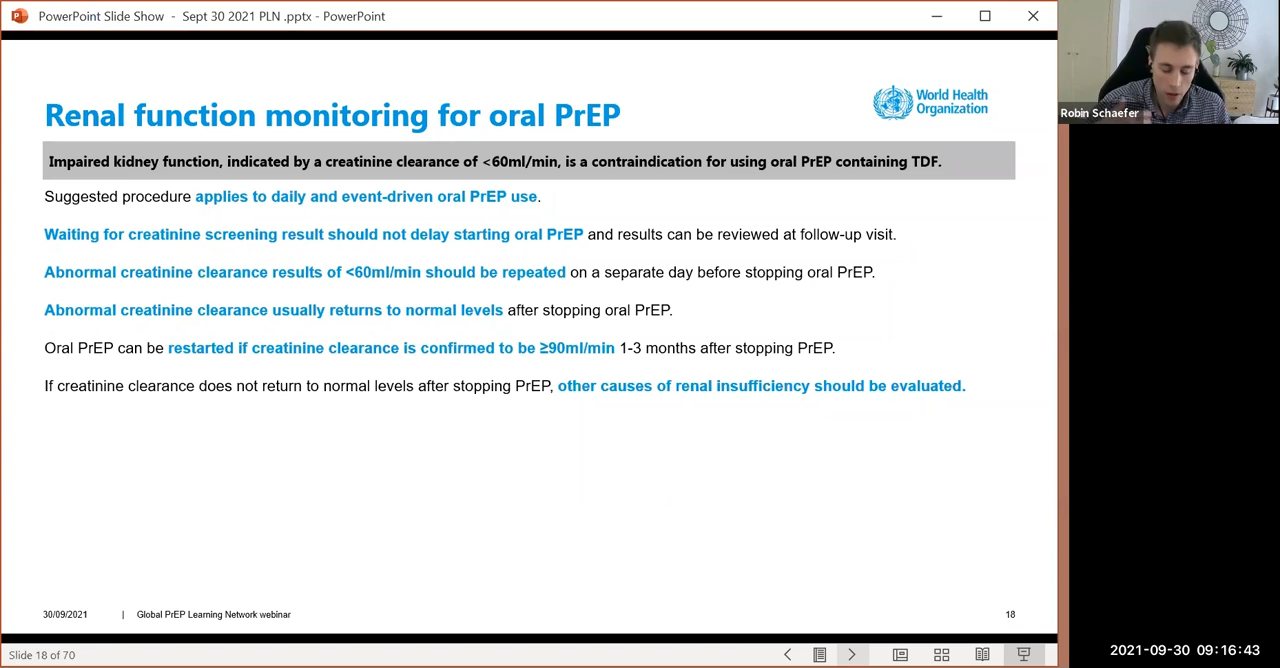 PowerPoint Slide Show - Sept 30 2021 PLN .pptx - PowerPoint
Renal function monitoring for oral PrEP
World Health
Organization
Robin Schaefer
Impaired kidney function, indicated by a creatinine clearance of <60ml/min, is a contraindication for using oral PrEP containing TDF.
Suggested procedure applies to daily and event-driven oral PrEP use.
Waiting for creatinine screening result should not delay starting oral PrEP and results can be reviewed at follow-up visit.
Abnormal creatinine clearance results of <60ml/min should be repeated on a separate day before stopping oral PrEP.
Abnormal creatinine clearance usually returns to normal levels after stopping oral PrEP.
Oral PrEP can be restarted if creatinine clearance is confirmed to be ≥90ml/min 1-3 months after stopping PrEP.
If creatinine clearance does not return to normal levels after stopping PrEP, other causes of renal insufficiency should be evaluated.
30/09/2021 | Global PrEP Learning Network webinar 18
Slide 18 of 70
2021-09-30 09:16:43